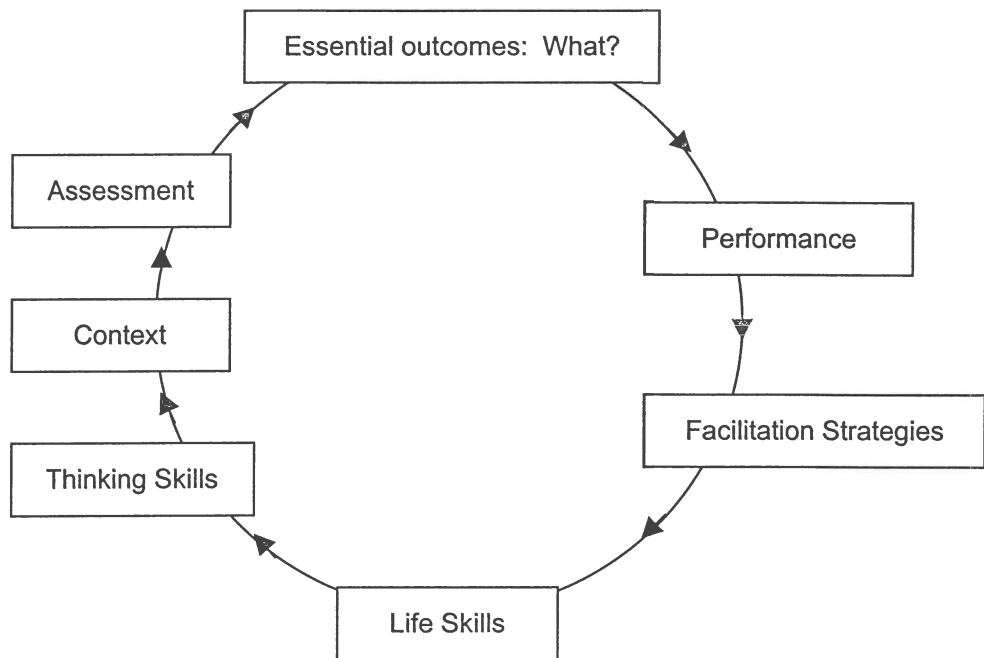 Essential outcomes:  What?
Performance
Facilitation Strategies
Life Skills
Thinking Skills
Context
Assessment